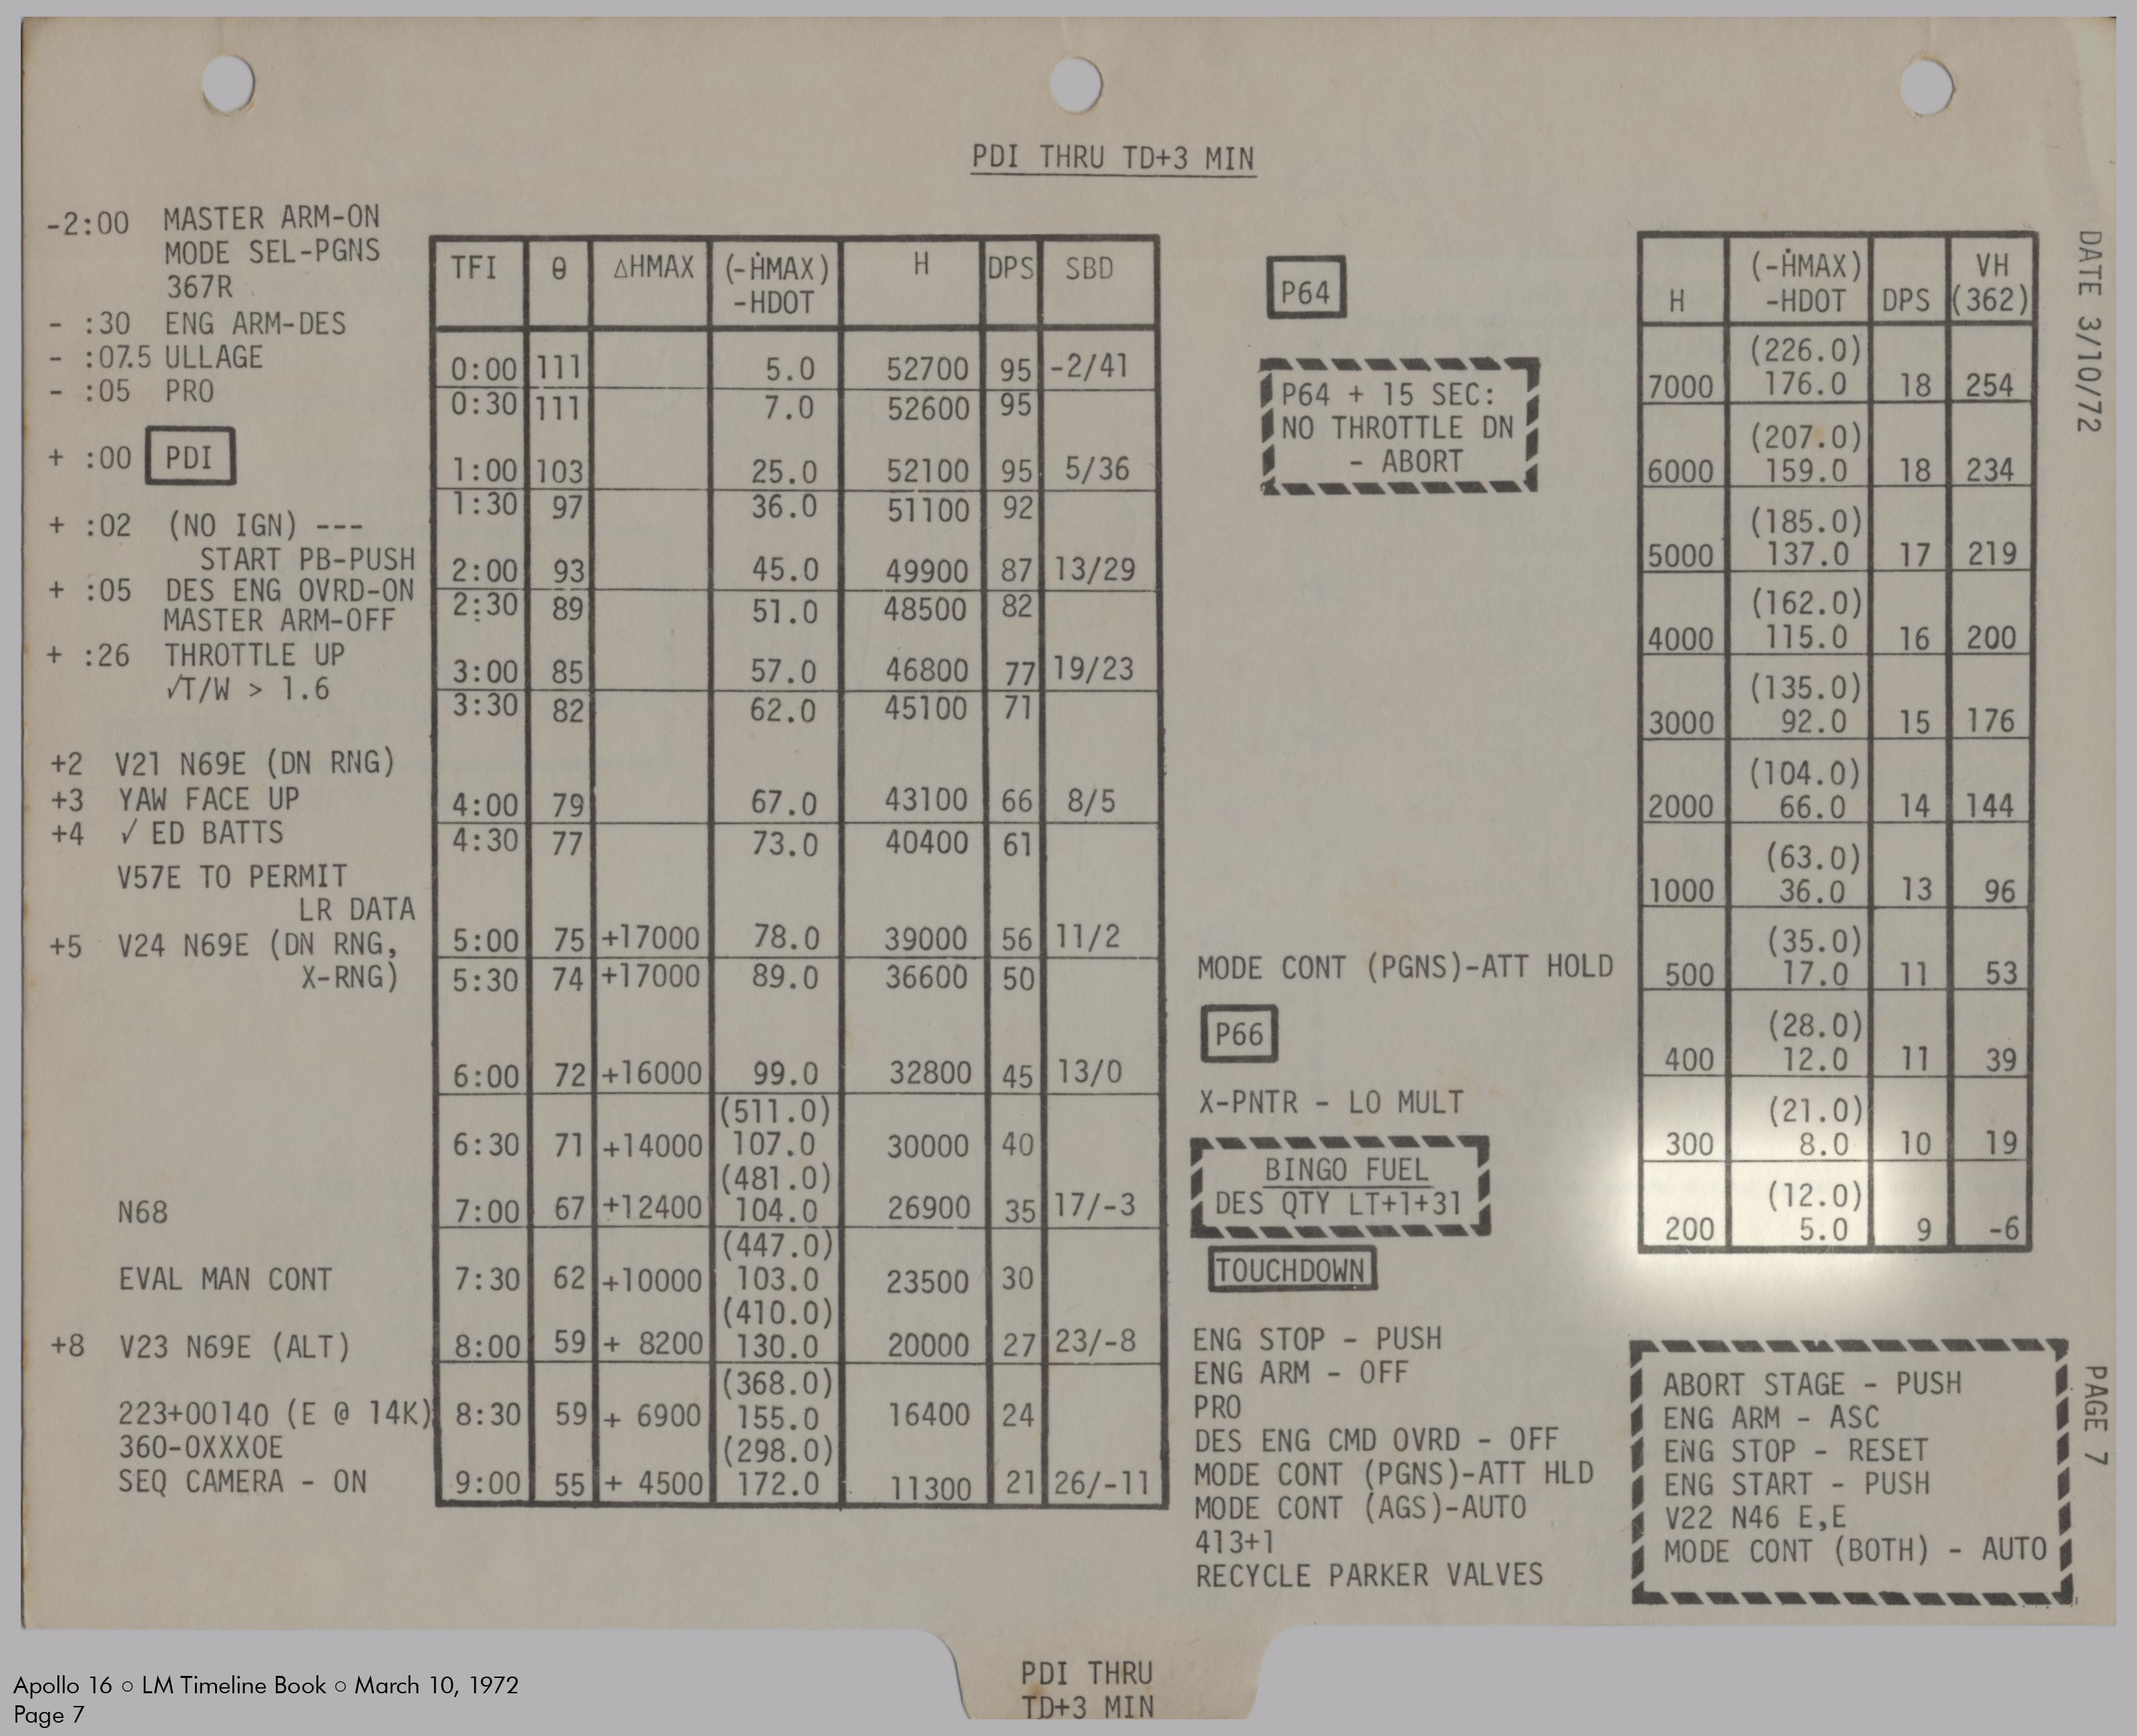 PDI THRU TD+3 MIN
-2:00 MASTER ARM-ON
MODE SEL-PGNS
367R
- :30 ENG ARM-DES
- :07.5 ULLAGE
- :05 PRO
+ :00 PDI
+ :02 (NO IGN) ---
START PB-PUSH
+ :05 DES ENG OVRD-ON
MASTER ARM-OFF
+ :26 THROTTLE UP
√T/W > 1.6
+2 V21 N69E (DN RNG)
+3 YAW FACE UP
+4 √ ED BATTS
V57E TO PERMIT
LR DATA
+5 V24 N69E (DN RNG,
X-RNG)
N68
EVAL MAN CONT
+8 V23 N69E (ALT)
223+00140 (E @ 14K)
360-0XXX0E
SEQ CAMERA - ON
TFI θ ΔHMAX (-ḢMAX) H DPS SBD
-HDOT
0:00 111 5.0 52700 95 -2/41
0:30 111 7.0 52600 95
1:00 103 25.0 52100 95 5/36
1:30 97 36.0 51100 92
2:00 93 45.0 49900 87 13/29
2:30 89 51.0 48500 82
3:00 85 57.0 46800 77 19/23
3:30 82 62.0 45100 71
4:00 79 67.0 43100 66 8/5
4:30 77 73.0 40400 61
5:00 75 +17000 78.0 39000 56 11/2
5:30 74 +17000 89.0 36600 50
6:00 72 +16000 99.0 32800 45 13/0
(511.0)
6:30 71 +14000 107.0 30000 40
(481.0)
7:00 67 +12400 104.0 26900 35 17/-3
(447.0)
7:30 62 +10000 103.0 23500 30
(410.0)
8:00 59 + 8200 130.0 20000 27 23/-8
(368.0)
8:30 59 + 6900 155.0 16400 24
(298.0)
9:00 55 + 4500 172.0 11300 21 26/-11
P64
P64 + 15 SEC:
NO THROTTLE DN
- ABORT
MODE CONT (PGNS)-ATT HOLD
P66
X-PNTR - LO MULT
BINGO FUEL
DES QTY LT+1+31
TOUCHDOWN
ENG STOP - PUSH
ENG ARM - OFF
PRO
DES ENG CMD OVRD - OFF
MODE CONT (PGNS)-ATT HLD
MODE CONT (AGS)-AUTO
413+1
RECYCLE PARKER VALVES
(-ḢMAX) VH
H -HDOT DPS (362)
(226.0)
7000 176.0 18 254
(207.0)
6000 159.0 18 234
(185.0)
5000 137.0 17 219
(162.0)
4000 115.0 16 200
(135.0)
3000 92.0 15 176
(104.0)
2000 66.0 14 144
(63.0)
1000 36.0 13 96
(35.0)
500 17.0 11 53
(28.0)
400 12.0 11 39
(21.0)
300 8.0 10 19
(12.0)
200 5.0 9 -6
ABORT STAGE - PUSH
ENG ARM - ASC
ENG STOP - RESET
ENG START - PUSH
V22 N46 E,E
MODE CONT (BOTH) - AUTO
DATE 3/10/72
PAGE 7
PDI THRU
TD+3 MIN
Apollo 16 ○ LM Timeline Book ○ March 10, 1972
Page 7